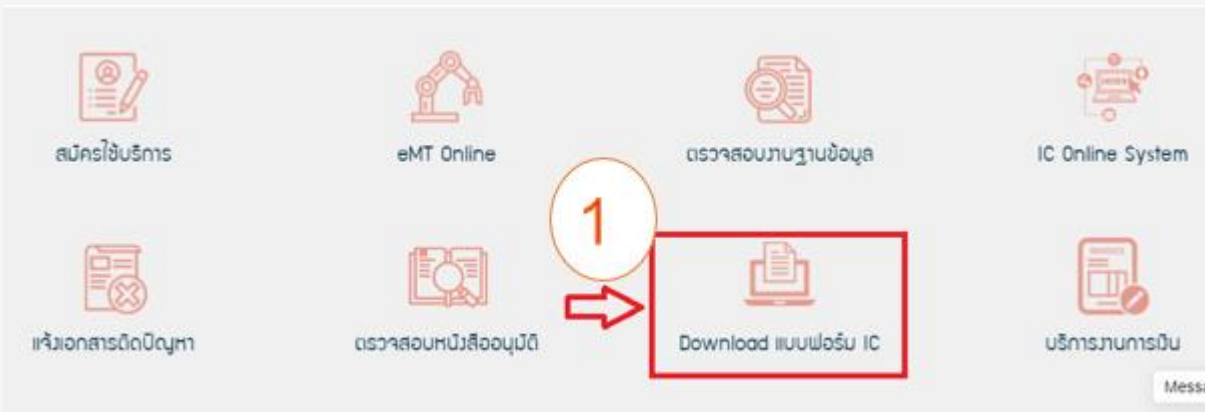 สมัครใช้บริการ
eMT Online
ตรวจสอบงานฐานข้อมูล
IC Online System
1
แจ้งเอกสารติดปัญหา
ตรวจสอบหนังสืออนุมัติ
Download แบบฟอร์ม IC
บริการงานการเงิน